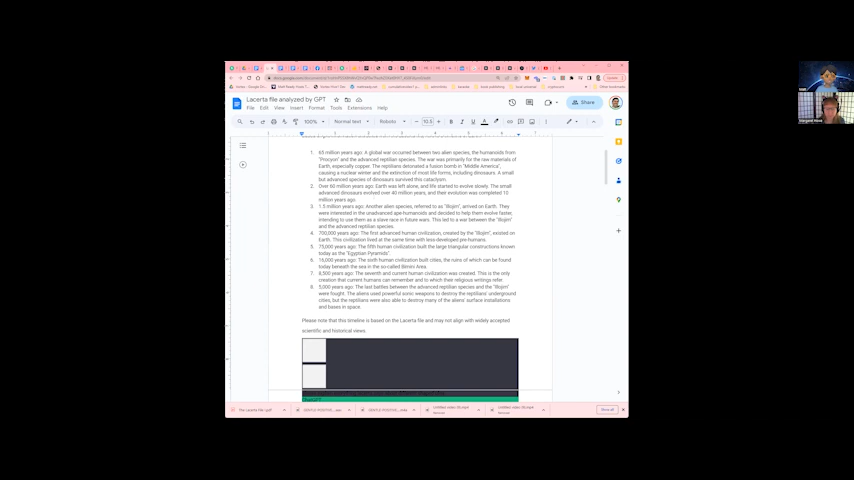 Lacerta file analyzed by GPT
File Edit View Insert Format Tools Extensions Help
Share
100%
Normal text
Roboto
10.5
1. 65 million years ago: A global war occurred between two alien species, the humanoids from
"Procyon" and the advanced reptilian species. The war was primarily for the raw materials of
Earth, especially copper. The reptilians detonated a fusion bomb in "Middle America",
causing a nuclear winter and the extinction of most life forms, including dinosaurs. A small
but advanced species of dinosaurs survived this cataclysm.
2. Over 60 million years ago: Earth was left alone, and life started to evolve slowly. The small
advanced dinosaurs evolved over 40 million years, and their evolution was completed 10
million years ago.
3. 1.5 million years ago: Another alien species, referred to as "Illojim", arrived on Earth. They
were interested in the unadvanced ape-humanoids and decided to help them evolve faster,
intending to use them as a slave race in future wars. This led to a war between the "Illojim"
and the advanced reptilian species.
4. 700,000 years ago: The first advanced human civilization, created by the "Illojim", existed on
Earth. This civilization lived at the same time with less-developed pre-humans.
5. 75,000 years ago: The fifth human civilization built the large triangular constructions known
today as the "Egyptian Pyramids".
6. 16,000 years ago: The sixth human civilization built cities, the ruins of which can be found
today beneath the sea in the so-called Bimini Area.
7. 8,500 years ago: The seventh and current human civilization was created. This is the only
creation that current humans can remember and to which their religious writings refer.
8. 5,000 years ago: The last battles between the advanced reptilian species and the "Illojim"
were fought. The aliens used powerful sonic weapons to destroy the reptilians' underground
cities, but the reptilians were also able to destroy many of the aliens' surface installations
and bases in space.
Please note that this timeline is based on the Lacerta file and may not align with widely accepted
scientific and historical views.
Show all